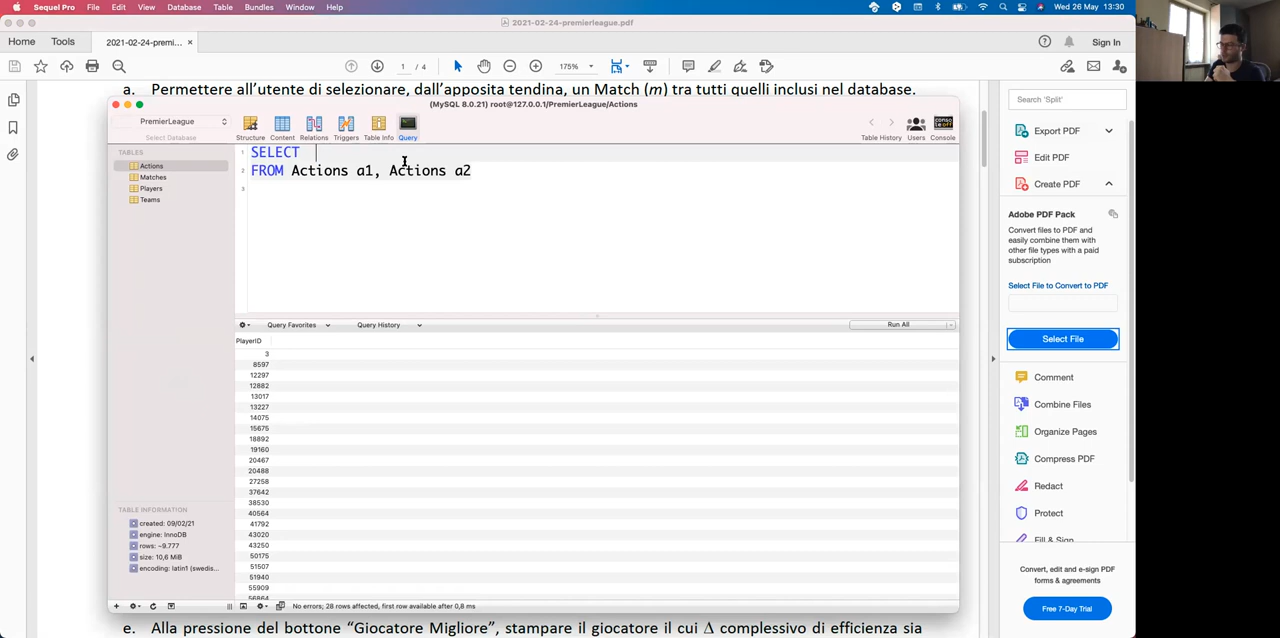 Sequel Pro File Edit View Database Table Bundles Window Help Wed 26 May 13:30
2021-02-24-premierleague.pdf
Home Tools 2021-02-24-premi... × Sign In
1 / 4 175%
a. Permettere all'utente di selezionare, dall'apposita tendina, un Match (m) tra tutti quelli inclusi nel database.
(MySQL 8.0.21) root@127.0.0.1/PremierLeague/Actions
PremierLeague
Select Database Structure Content Relations Triggers Table Info Query Table History Users Console
TABLES
Actions
Matches
Players
Teams
1 SELECT
2 FROM Actions a1, Actions a2
3
Query Favorites Query History Run All
PlayerID
3
8597
12297
12882
13017
13227
14075
15675
18892
19160
20467
20488
27258
37642
38530
40564
41792
43020
43250
50175
51507
51940
55909
56864
TABLE INFORMATION
created: 09/02/21
engine: InnoDB
rows: ~9.777
size: 10,6 MiB
encoding: latin1 (swedis...
No errors; 28 rows affected, first row available after 0,8 ms
e. Alla pressione del bottone “Giocatore Migliore”, stampare il giocatore il cui Δ complessivo di efficienza sia
Search 'Split'
Export PDF
Edit PDF
Create PDF
Adobe PDF Pack
Convert files to PDF and
easily combine them with
other file types with a paid
subscription
Select File to Convert to PDF
Select File
Comment
Combine Files
Organize Pages
Compress PDF
Redact
Protect
Fill & Sign
Convert, edit and e-sign PDF
forms & agreements
Free 7-Day Trial